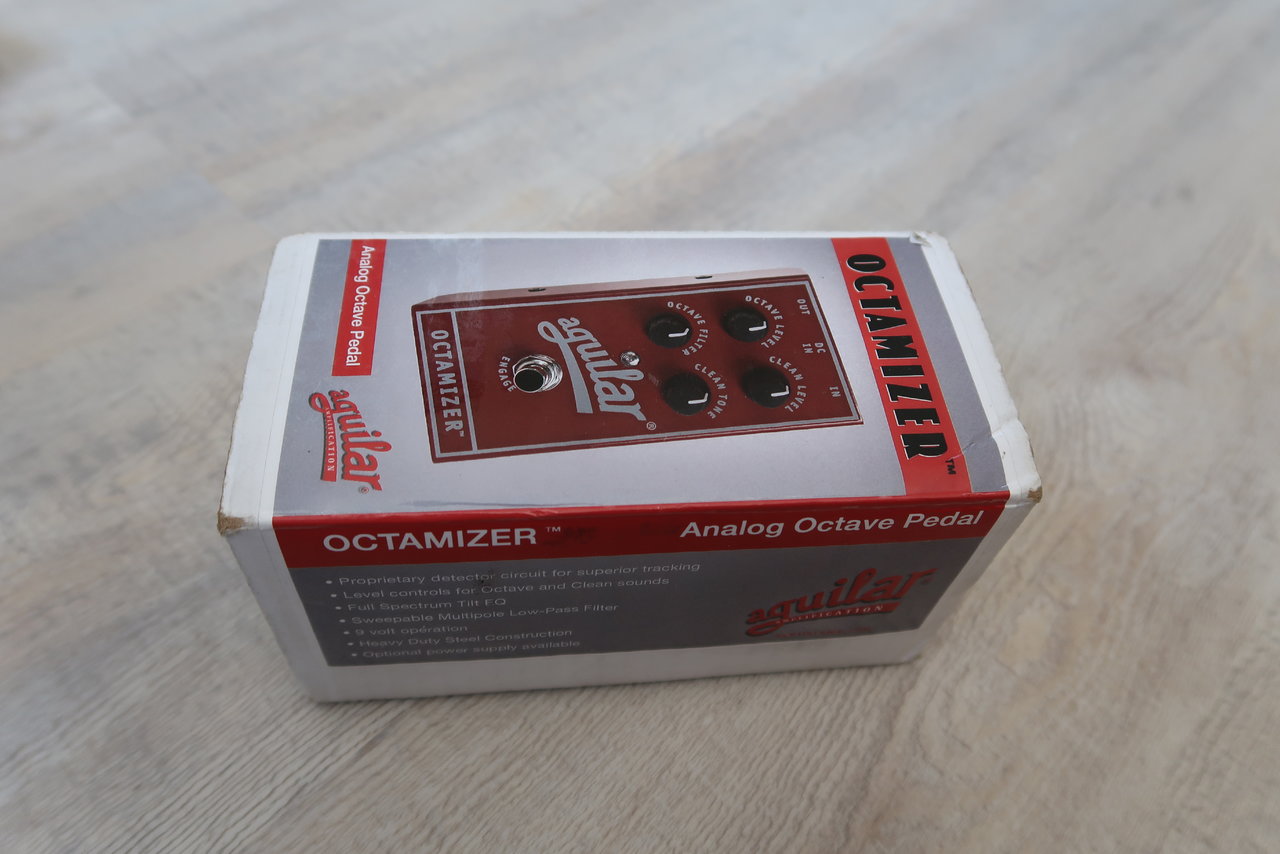 OCTAMIZER™
OUT
DC IN
IN
OCTAVE LEVEL
CLEAN LEVEL
OCTAVE FILTER
CLEAN TONE
aguilar®
ENGAGE
OCTAMIZER™
Analog Octave Pedal
aguilar®
AMPLIFICATION
OCTAMIZER™
Analog Octave Pedal
• Proprietary detector circuit for superior tracking
• Level controls for Octave and Clean sounds
• Full Spectrum Tilt EQ
• Sweepable Multipole Low-Pass Filter
• 9 volt operation
• Heavy Duty Steel Construction
• Optional power supply available
aguilar
AMPLIFICATION